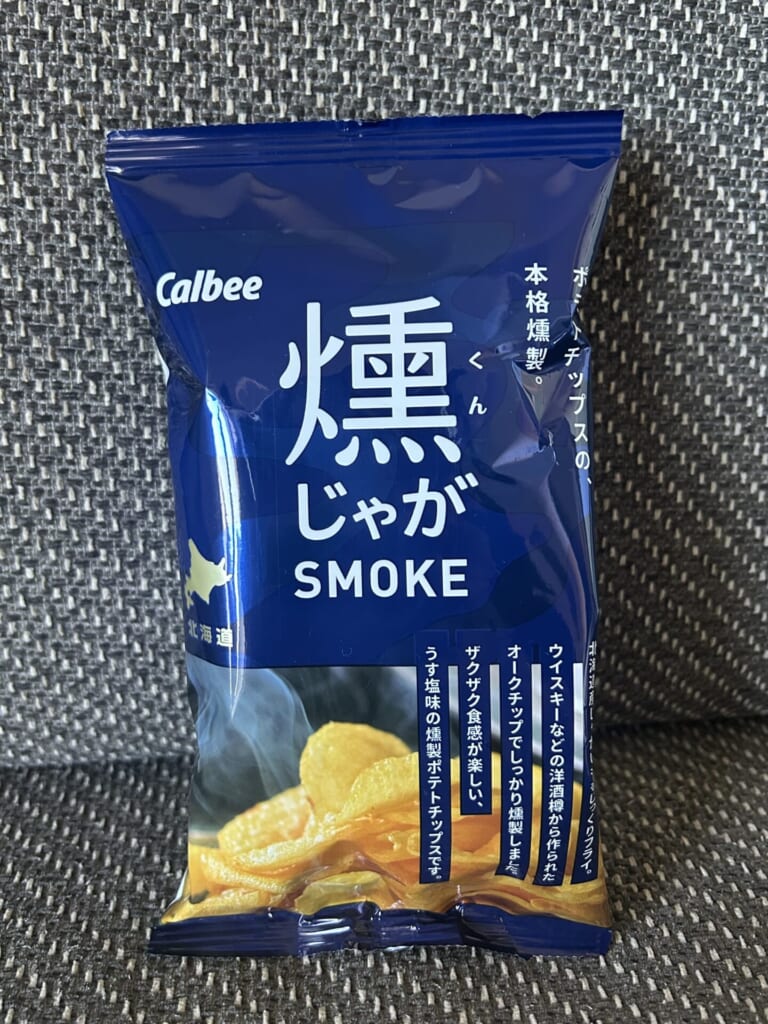 Calbee
ポテトチップスの、
本格燻製。
燻
くん
じゃが
SMOKE
北海道
ウイスキーなどの洋酒樽から作られた
オークチップでしっかり燻製しました。
ザクザク食感が楽しい、
うす塩味の燻製ポテトチップスです。